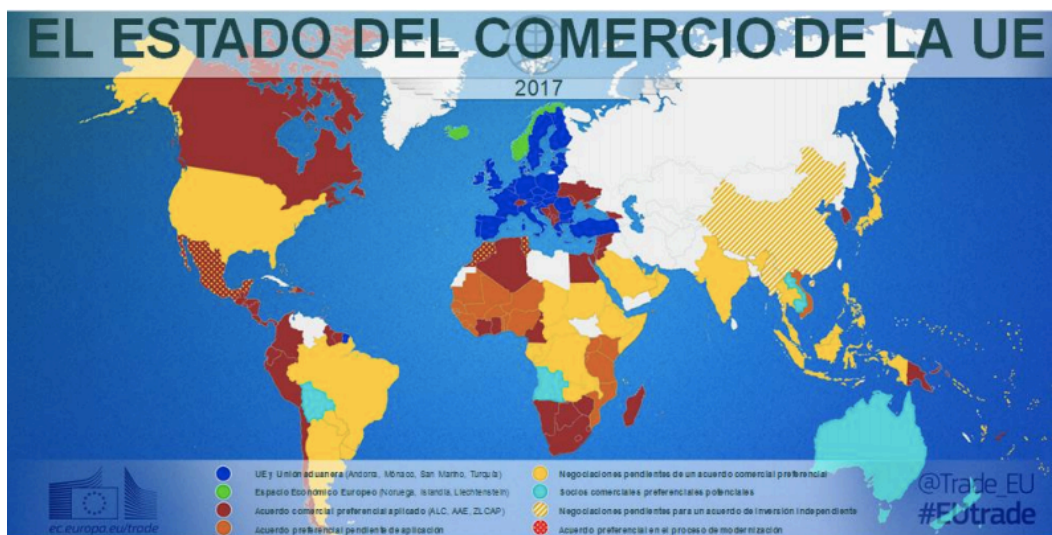 EL ESTADO DEL COMERCIO DE LA UE
2017
UE y Unión eduanera (Andorra, Mónaco, San Marino, Turquía)
Espacio Económico Europeo (Noruega, Islandia, Liechtenstein)
Acuerdo comercial preferencial aplicado (ALC, AAE, ZLCAP)
Acuerdo preferencial pendiente de aplicación
Negociaciones pendientes de un acuerdo comercial preferencial
Socios comerciales preferenciales potenciales
Negociaciones pendientes para un acuerdo de inversión independiente
Acuerdo preferencial en el proceso de modernización
ec.europa.eu/trade
@Trade_EU
#EUtrade